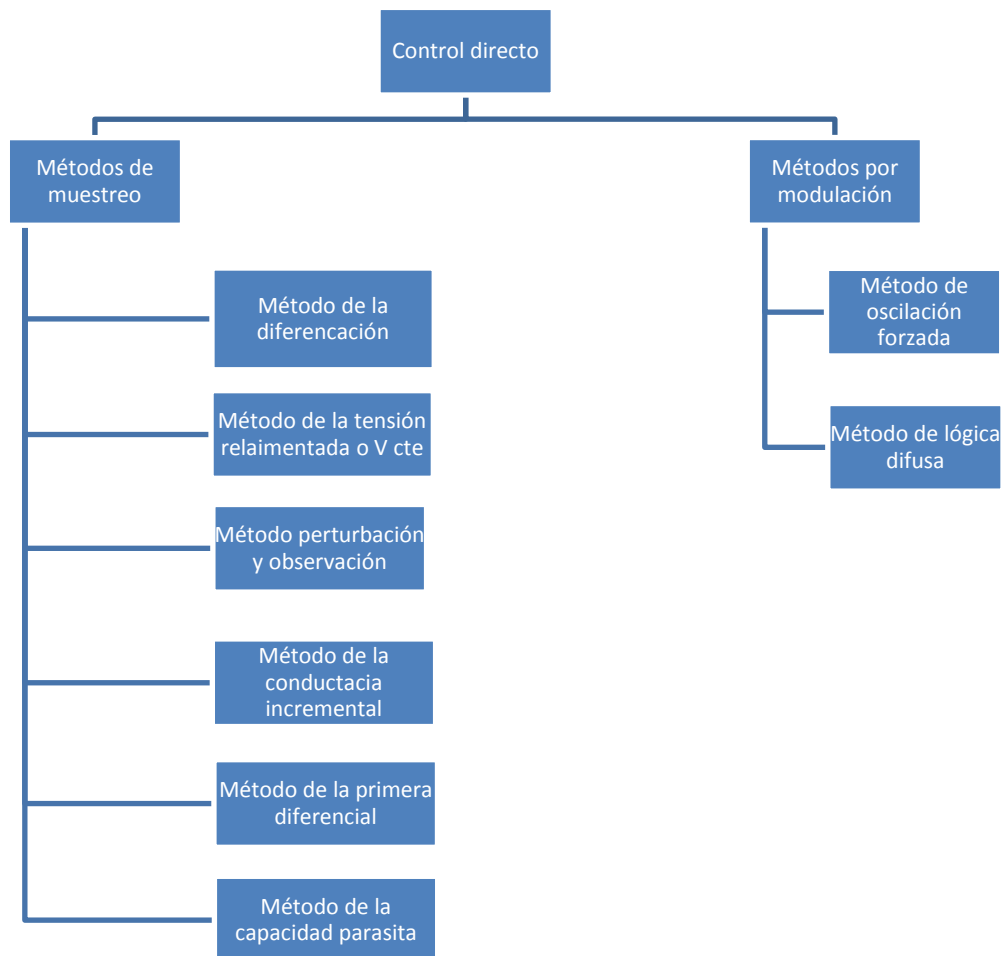 Control directo
Métodos de
muestreo
Métodos por
modulación
Método de la
diferencación
Método de la tensión
relaimentada o V cte
Método perturbación
y observación
Método de la
conductacia
incremental
Método de la primera
diferencial
Método de la
capacidad parasita
Método de
oscilación
forzada
Método de lógica
difusa